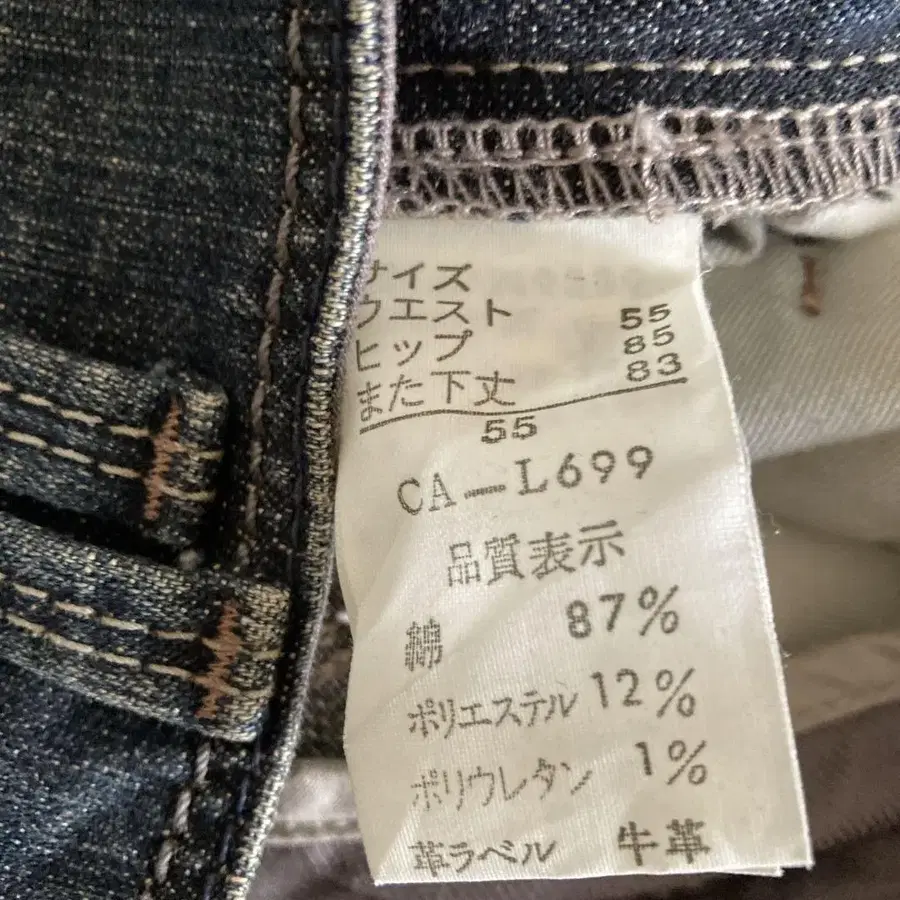 サイズ
ウエスト 55
ヒップ 85
また下丈 83
55
CA-L699
品質表示
綿 87%
ポリエステル 12%
ポリウレタン 1%
革ラベル 牛革